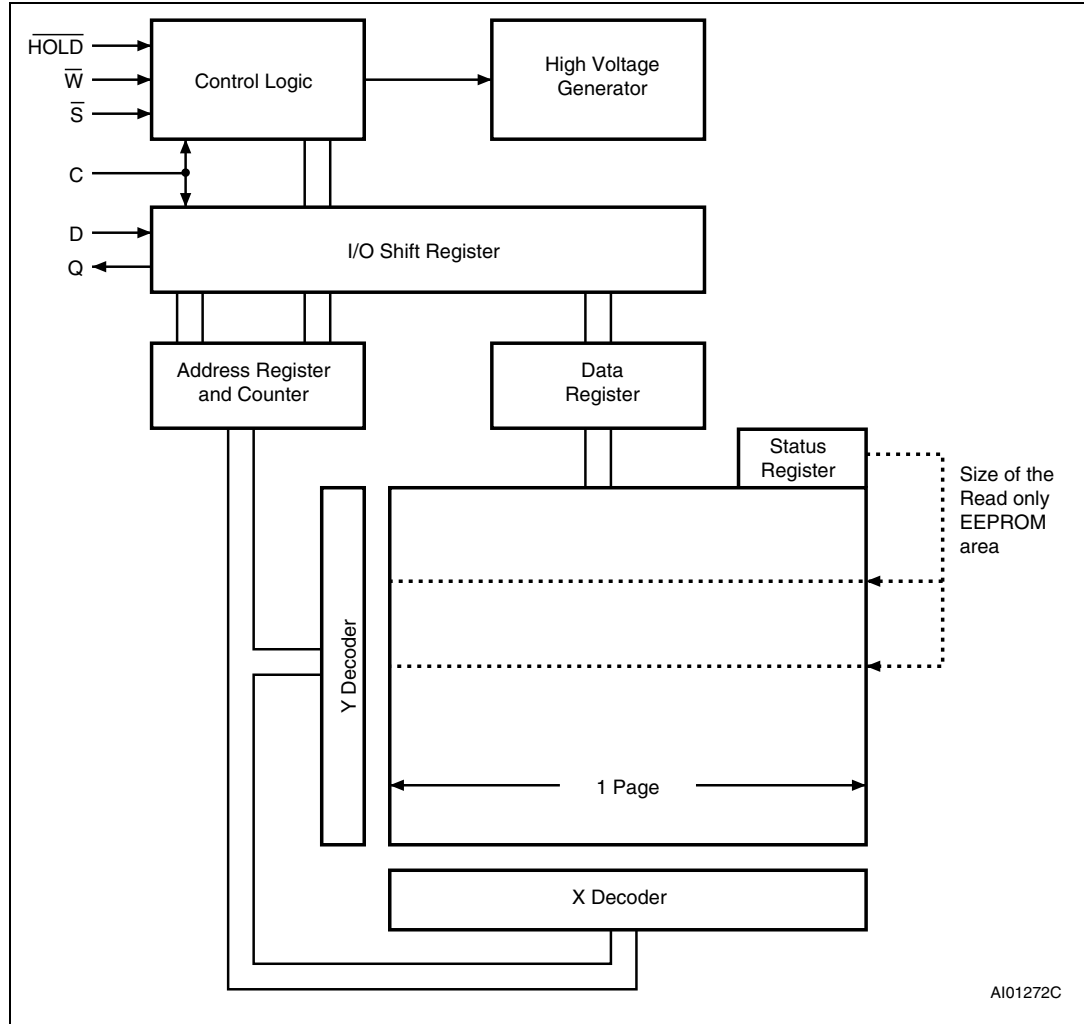 H̅O̅L̅D̅
W̅
S̅
C
D
Q
Control Logic
High Voltage
Generator
I/O Shift Register
Address Register
and Counter
Data
Register
Status
Register
Size of the
Read only
EEPROM
area
Y Decoder
1 Page
X Decoder
AI01272C